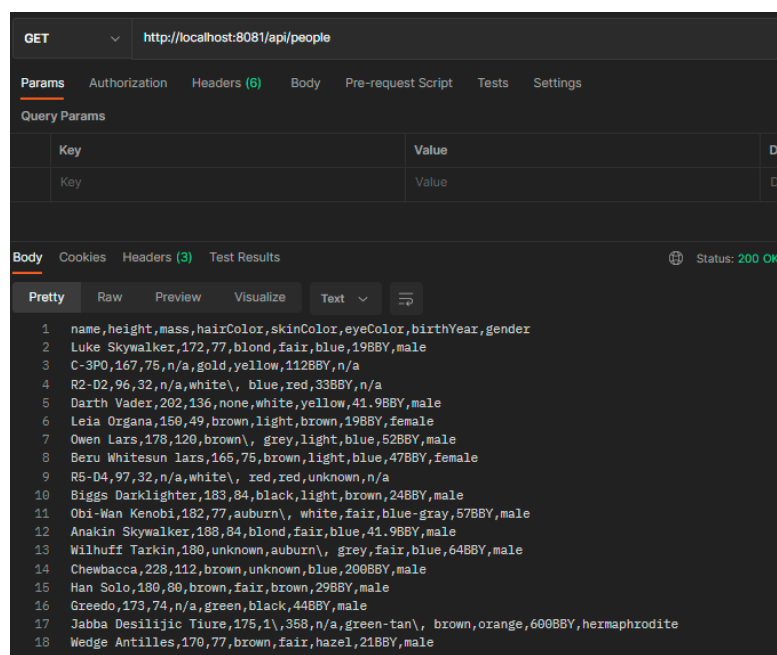 GET http://localhost:8081/api/people
Params Authorization Headers (6) Body Pre-request Script Tests Settings
Query Params
Key Value D
Key Value D
Body Cookies Headers (3) Test Results Status: 200 OK
Pretty Raw Preview Visualize Text
1 name,height,mass,hairColor,skinColor,eyeColor,birthYear,gender
2 Luke Skywalker,172,77,blond,fair,blue,19BBY,male
3 C-3PO,167,75,n/a,gold,yellow,112BBY,n/a
4 R2-D2,96,32,n/a,white\, blue,red,33BBY,n/a
5 Darth Vader,202,136,none,white,yellow,41.9BBY,male
6 Leia Organa,150,49,brown,light,brown,19BBY,female
7 Owen Lars,178,120,brown\, grey,light,blue,52BBY,male
8 Beru Whitesun lars,165,75,brown,light,blue,47BBY,female
9 R5-D4,97,32,n/a,white\, red,red,unknown,n/a
10 Biggs Darklighter,183,84,black,light,brown,24BBY,male
11 Obi-Wan Kenobi,182,77,auburn\, white,fair,blue-gray,57BBY,male
12 Anakin Skywalker,188,84,blond,fair,blue,41.9BBY,male
13 Wilhuff Tarkin,180,unknown,auburn\, grey,fair,blue,64BBY,male
14 Chewbacca,228,112,brown,unknown,blue,200BBY,male
15 Han Solo,180,80,brown,fair,brown,29BBY,male
16 Greedo,173,74,n/a,green,black,44BBY,male
17 Jabba Desilijic Tiure,175,1\,358,n/a,green-tan\, brown,orange,600BBY,hermaphrodite
18 Wedge Antilles,170,77,brown,fair,hazel,21BBY,male